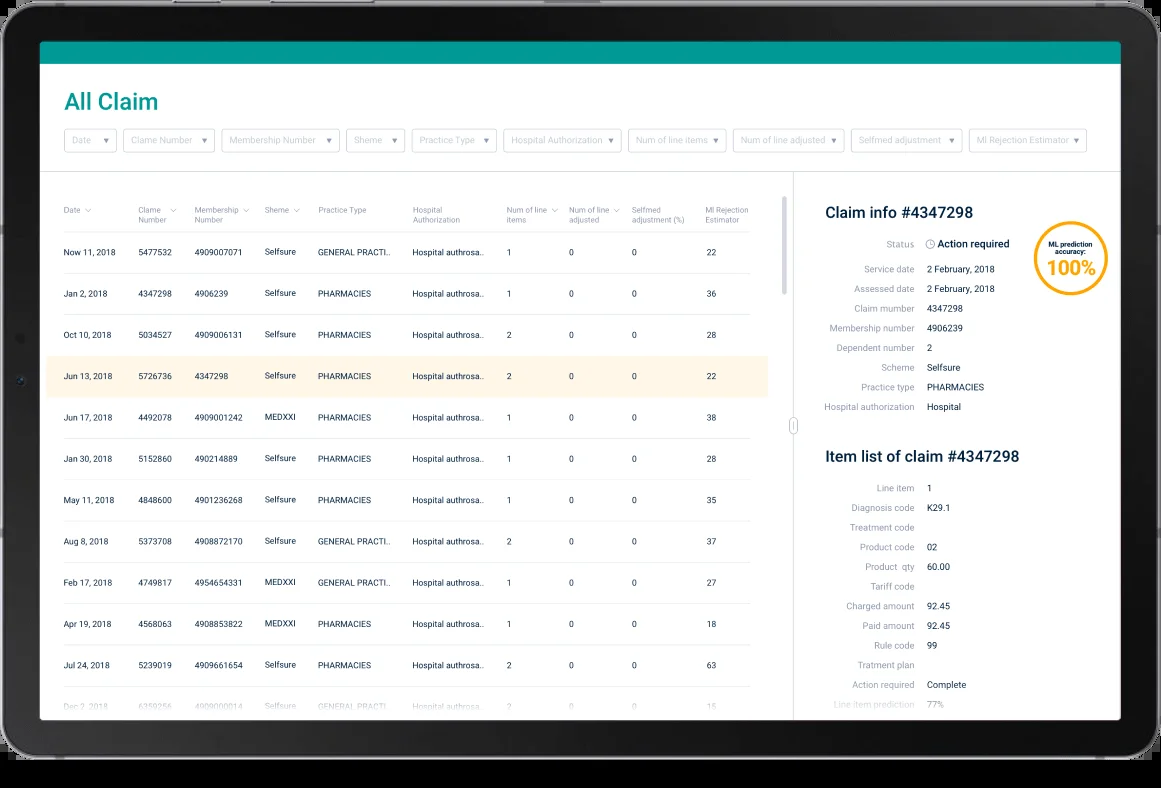 All Claim
Date Clame Number Membership Number Sheme Practice Type Hospital Authorization Num of line items Num of line adjusted Selfmed adjustment Ml Rejection Estimator
Date Clame Number Membership Number Sheme Practice Type Hospital Authorization Num of line items Num of line adjusted Selfmed adjustment (%) Ml Rejection Estimator
Now 11, 2018 5477532 4909007071 Selfsure GENERAL PRACTI.. Hospital authrosa.. 1 0 0 22
Jan 2, 2018 4347298 4906239 Selfsure PHARMACIES Hospital authrosa.. 1 0 0 36
Oct 10, 2018 5034527 4909006131 Selfsure PHARMACIES Hospital authrosa.. 2 0 0 28
Jun 13, 2018 5726736 4347298 Selfsure PHARMACIES Hospital authrosa.. 2 0 0 22
Jun 17, 2018 4492078 4909001242 MEDXXI PHARMACIES Hospital authrosa.. 1 0 0 38
Jan 30, 2018 5152860 490214889 Selfsure PHARMACIES Hospital authrosa.. 1 0 0 28
May 11, 2018 4848600 4901236268 Selfsure PHARMACIES Hospital authrosa.. 1 0 0 35
Aug 8, 2018 5373708 4908872170 Selfsure GENERAL PRACTI.. Hospital authrosa.. 2 0 0 37
Feb 17, 2018 4749817 4954654331 MEDXXI GENERAL PRACTI.. Hospital authrosa.. 1 0 0 27
Apr 19, 2018 4568063 4908853822 MEDXXI PHARMACIES Hospital authrosa.. 1 0 0 18
Jul 24, 2018 5239019 4909661654 Selfsure PHARMACIES Hospital authrosa.. 2 0 0 63
Dec 2, 2018 6359256 4909000014 Selfsure GENERAL PRACTI.. Hospital authrosa.. 2 0 0 15
Claim info #4347298
Status Action required
ML prediction
accuracy:
100%
Service date 2 February, 2018
Assessed date 2 February, 2018
Claim mumber 4347298
Membership number 4906239
Dependent number 2
Scheme Selfsure
Practice type PHARMACIES
Hospital authorization Hospital
Item list of claim #4347298
Line item 1
Diagnosis code K29.1
Treatment code
Product code 02
Product qty 60.00
Tariff code
Charged amount 92.45
Paid amount 92.45
Rule code 99
Tratment plan
Action required Complete
Line item prediction 77%